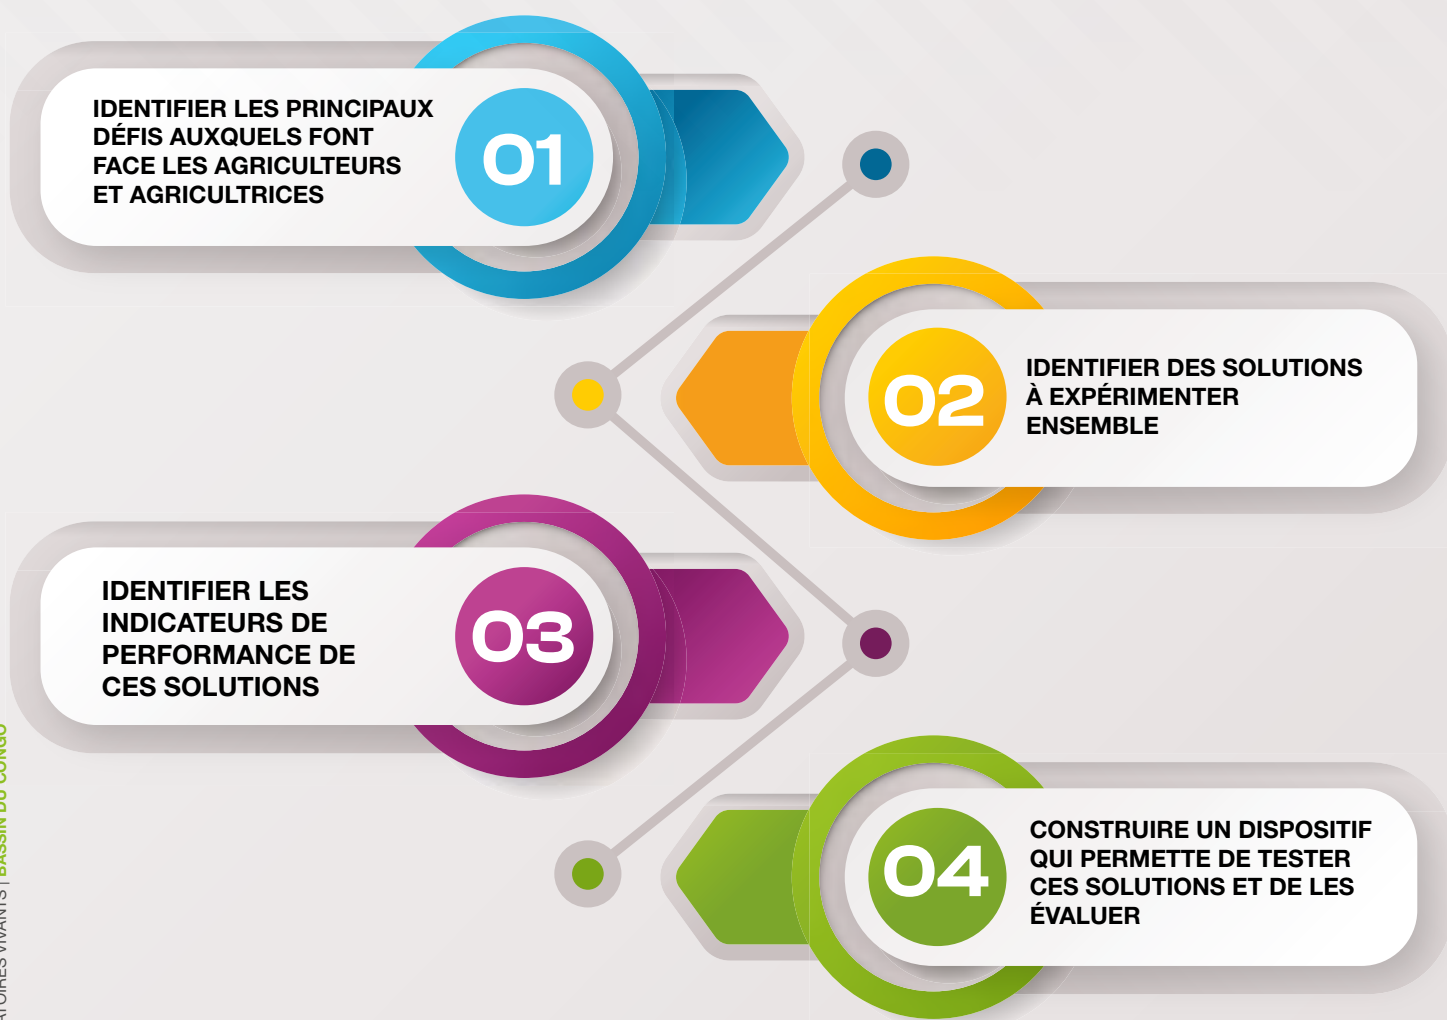 IDENTIFIER LES PRINCIPAUX
DÉFIS AUXQUELS FONT
FACE LES AGRICULTEURS
ET AGRICULTRICES
01
02
IDENTIFIER DES SOLUTIONS
À EXPÉRIMENTER
ENSEMBLE
IDENTIFIER LES
INDICATEURS DE
PERFORMANCE DE
CES SOLUTIONS
03
04
CONSTRUIRE UN DISPOSITIF
QUI PERMETTE DE TESTER
CES SOLUTIONS ET DE LES
ÉVALUER
VIVANTS | BASSIN DU CONGO